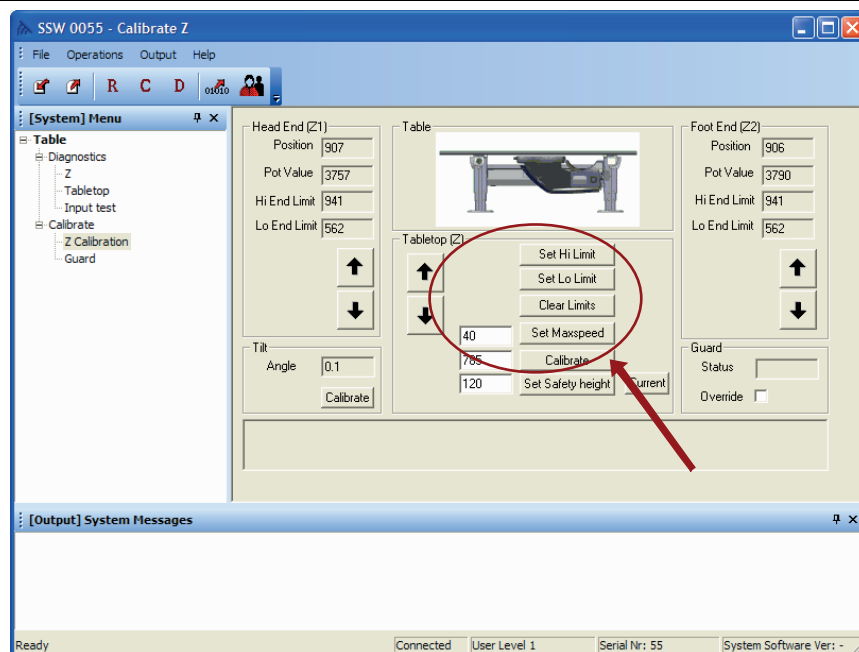 SSW 0055 - Calibrate Z
File Operations Output Help
R C D 01010
[System] Menu
Table
Diagnostics
Z
Tabletop
Input test
Calibrate
Z Calibration
Guard
Head End (Z1)
Position 907
Pot Value 3757
Hi End Limit 941
Lo End Limit 562
Table
Foot End (Z2)
Position 906
Pot Value 3790
Hi End Limit 941
Lo End Limit 562
Tabletop (Z)
Set Hi Limit
Set Lo Limit
Clear Limits
40 Set Maxspeed
785 Calibrate
120 Set Safety height Current
Tilt
Angle 0.1
Calibrate
Guard
Status
Override
[Output] System Messages
Ready Connected User Level 1 Serial Nr: 55 System Software Ver: -